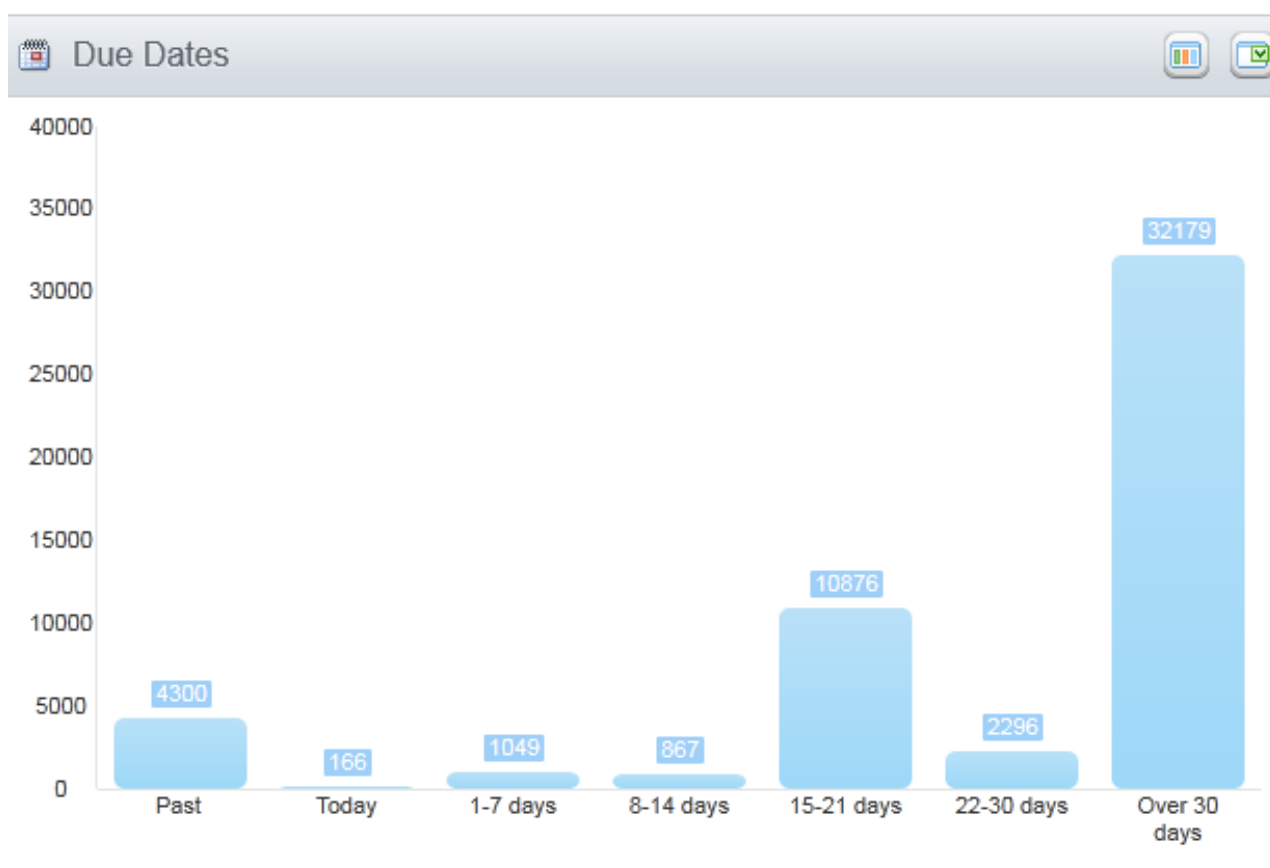 Due Dates
40000
35000
32179
30000
25000
20000
15000
10876
10000
5000
4300
2296
1049
867
166
0
Past
Today
1-7 days
8-14 days
15-21 days
22-30 days
Over 30
days